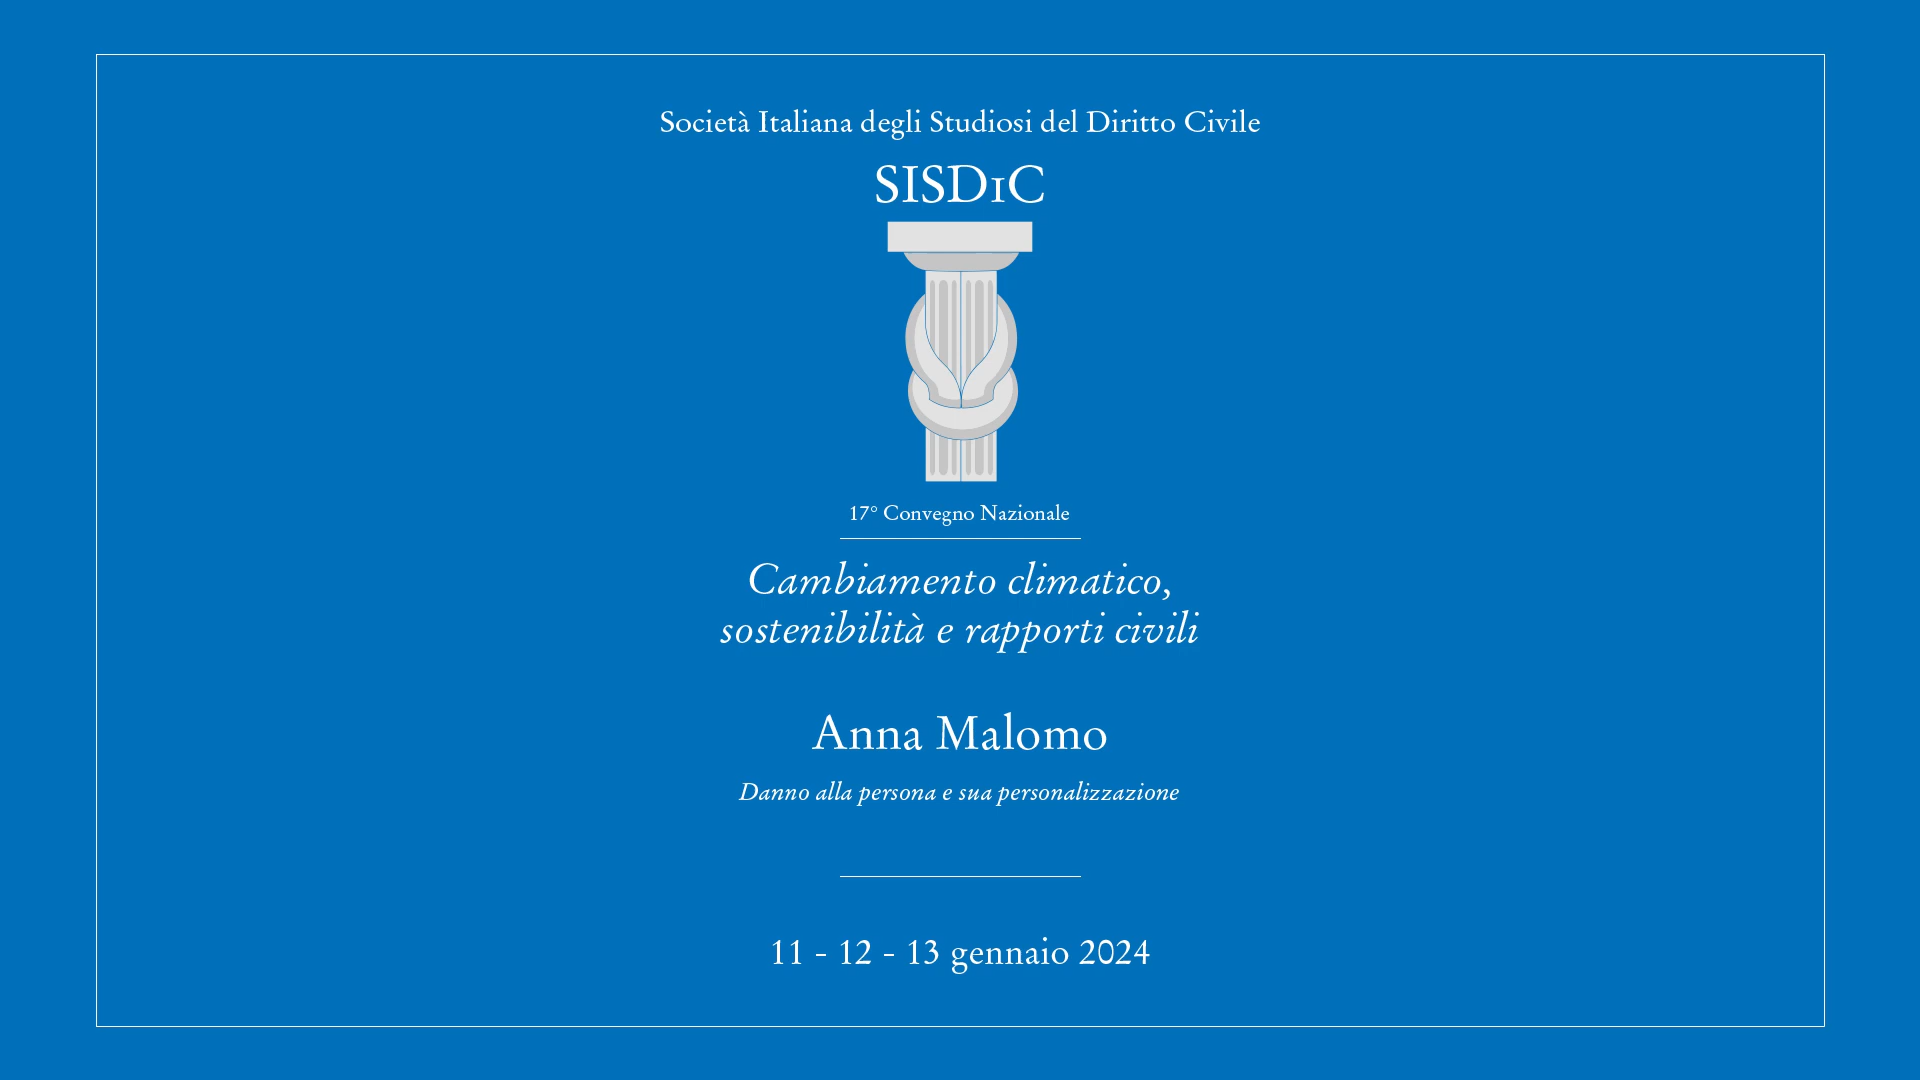 Società Italiana degli Studiosi del Diritto Civile
SISDıC
17° Convegno Nazionale
Cambiamento climatico,
sostenibilità e rapporti civili
Anna Malomo
Danno alla persona e sua personalizzazione
11 - 12 - 13 gennaio 2024